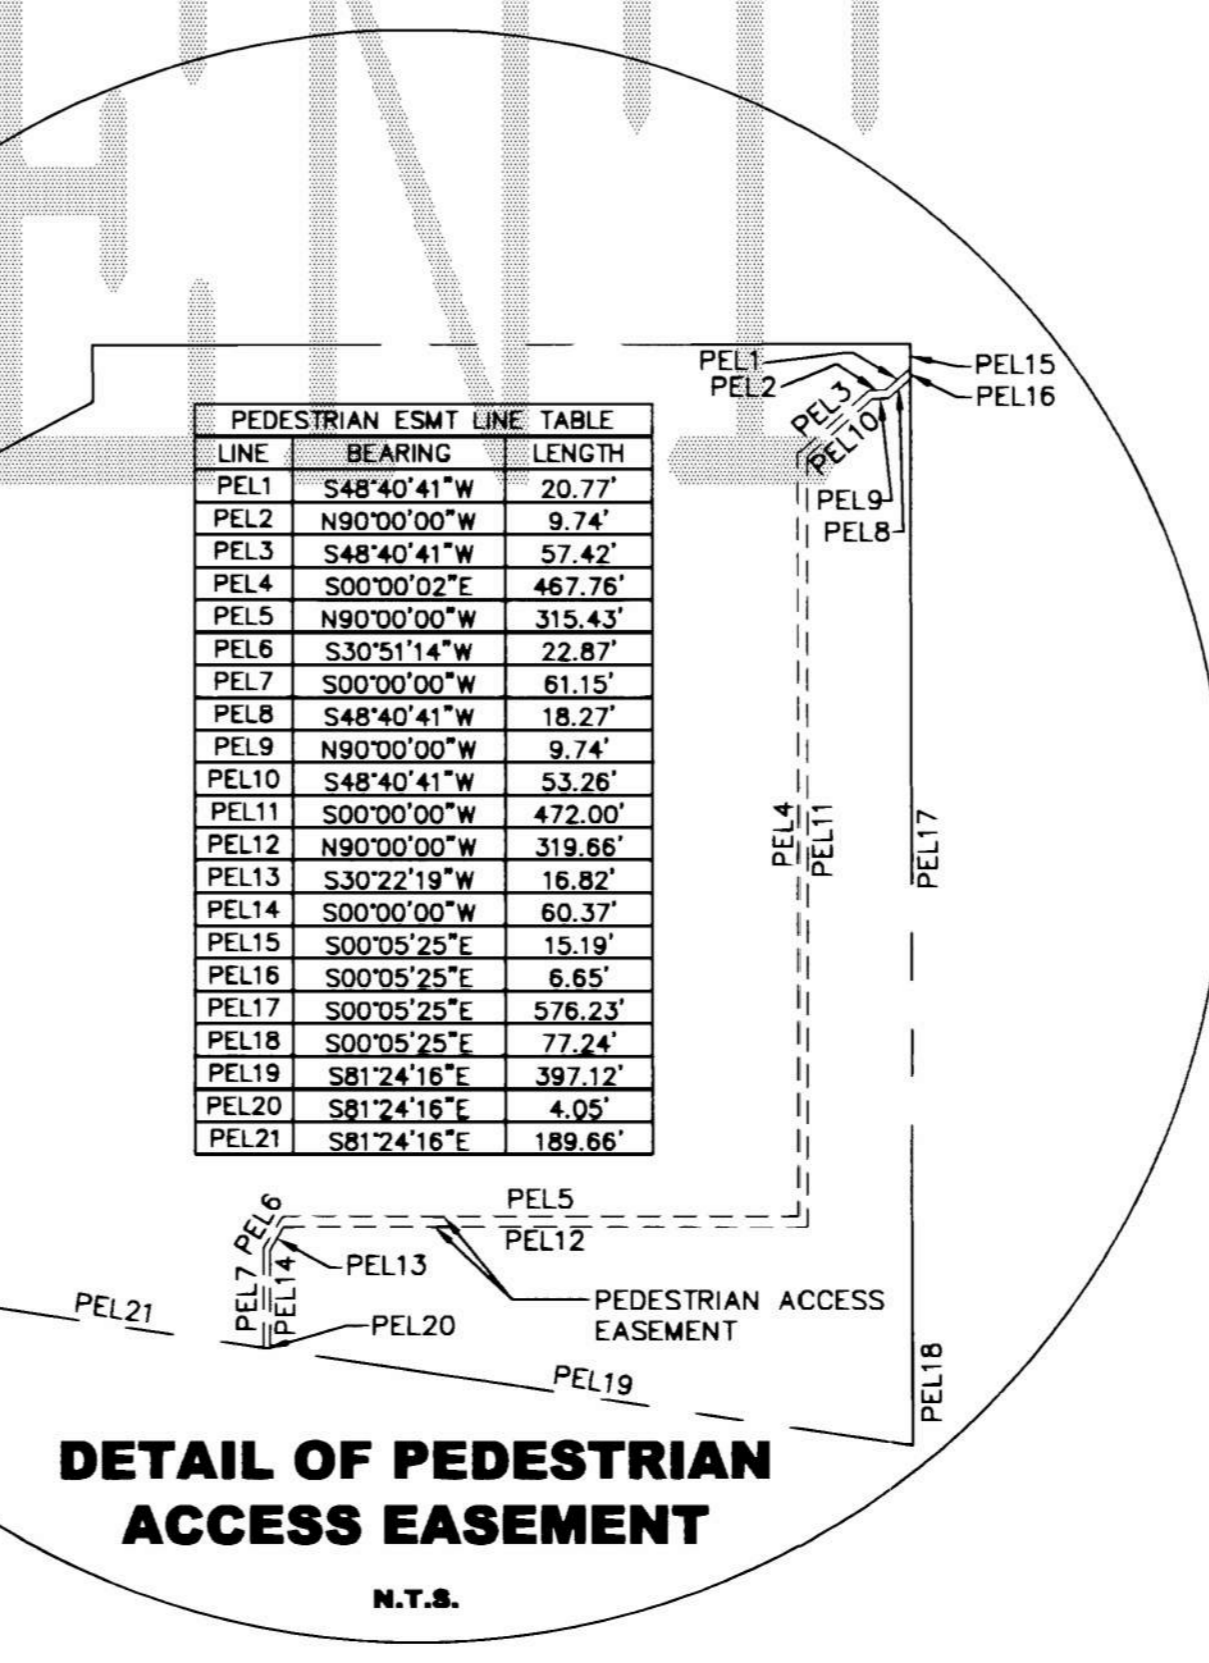 PEL1
PEL2
PEL3
PEL10
PEL15
PEL16
PEL9
PEL8
PEDESTRIAN ESMT LINE TABLE
LINE BEARING LENGTH
PEL1 S48°40'41"W 20.77'
PEL2 N90°00'00"W 9.74'
PEL3 S48°40'41"W 57.42'
PEL4 S00°00'02"E 467.76'
PEL5 N90°00'00"W 315.43'
PEL6 S30°51'14"W 22.87'
PEL7 S00°00'00"W 61.15'
PEL8 S48°40'41"W 18.27'
PEL9 N90°00'00"W 9.74'
PEL10 S48°40'41"W 53.26'
PEL11 S00°00'00"W 472.00'
PEL12 N90°00'00"W 319.66'
PEL13 S30°22'19"W 16.82'
PEL14 S00°00'00"W 60.37'
PEL15 S00°05'25"E 15.19'
PEL16 S00°05'25"E 6.65'
PEL17 S00°05'25"E 576.23'
PEL18 S00°05'25"E 77.24'
PEL19 S81°24'16"E 397.12'
PEL20 S81°24'16"E 4.05'
PEL21 S81°24'16"E 189.66'
PEL4
PEL11
PEL17
PEL5
PEL6
PEL12
PEL13
PEL7
PEL14
PEL21
PEL20
PEDESTRIAN ACCESS
EASEMENT
PEL19
PEL18
DETAIL OF PEDESTRIAN
ACCESS EASEMENT
N.T.S.